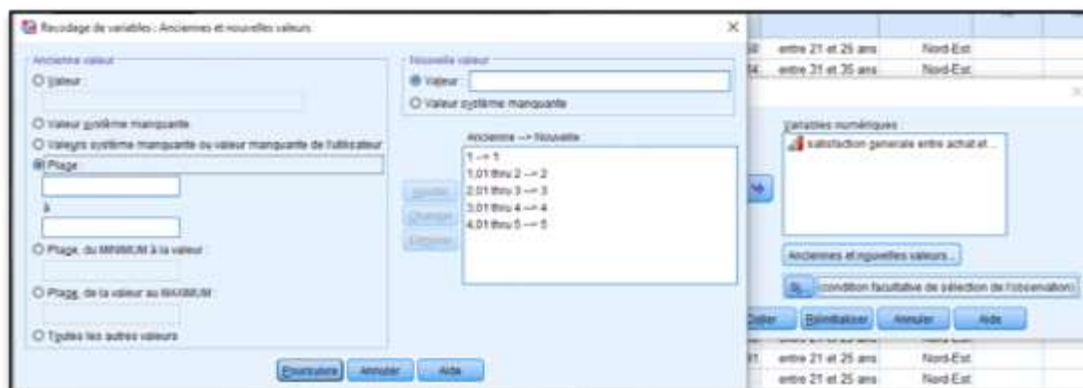 Recodage de variables : Anciennes et nouvelles valeurs
Ancienne valeur
Valeur :
Valeur système manquante
Valeurs système manquante ou valeur manquante de l'utilisateur
Plage
à
Plage, du MINIMUM à la valeur :
Plage, de la valeur au MAXIMUM :
Toutes les autres valeurs
Nouvelle valeur
Valeur :
Valeur système manquante
Ancienne --> Nouvelle
1 --> 1
1,01 thru 2 --> 2
2,01 thru 3 --> 3
3,01 thru 4 --> 4
4,01 thru 5 --> 5
Ajouter
Changer
Poursuivre Annuler Aide
entre 21 et 25 ans Nord-Est
entre 31 et 35 ans Nord-Est
Variables numériques :
satisfaction generale entre achat et...
Anciennes et nouvelles valeurs...
(condition facultative de sélection de l'observation)
Coller Réinitialiser Annuler Aide
entre 21 et 25 ans Nord-Est
entre 21 et 25 ans Nord-Est